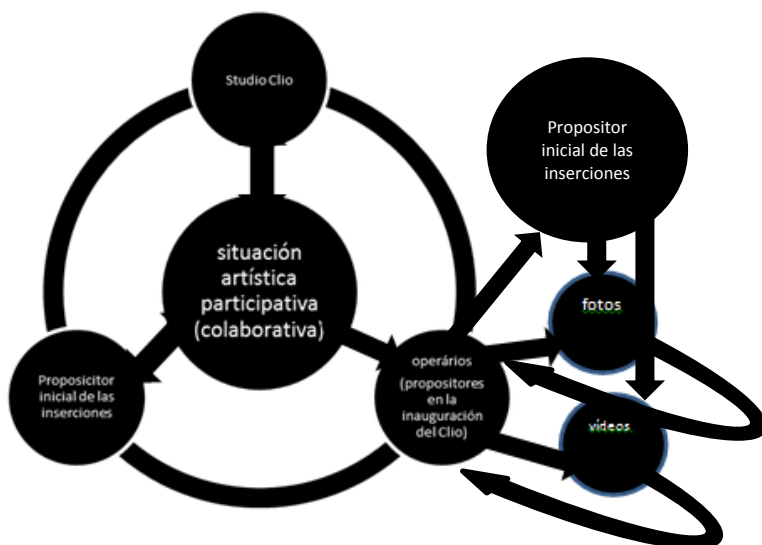 Studio Clio
situación
artística
participativa
(colaborativa)
Proposicitor
inicial de las
inserciones
operários
(propositores
en la
inauguración
del Clio)
Propositor
inicial de las
inserciones
fotos
vídeos